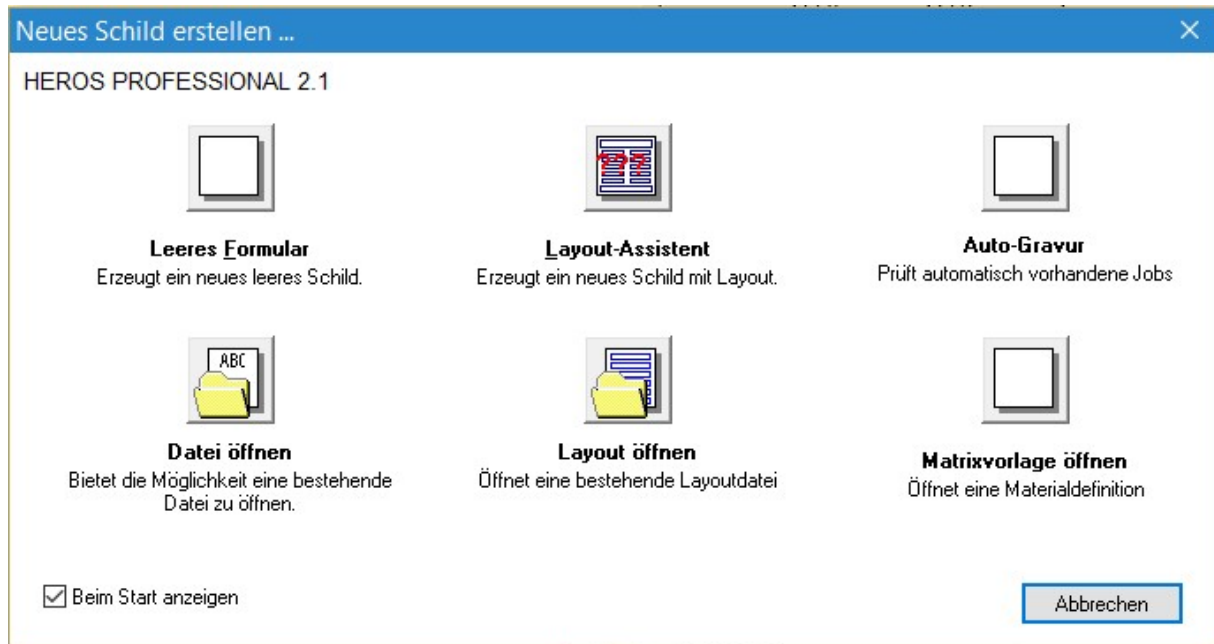 Neues Schild erstellen ...
HEROS PROFESSIONAL 2.1
???
Leeres Formular
Erzeugt ein neues leeres Schild.
Layout-Assistent
Erzeugt ein neues Schild mit Layout.
Auto-Gravur
Prüft automatisch vorhandene Jobs
ABC
Datei öffnen
Bietet die Möglichkeit eine bestehende
Datei zu öffnen.
Layout öffnen
Öffnet eine bestehende Layoutdatei
Matrixvorlage öffnen
Öffnet eine Materialdefinition
Beim Start anzeigen
Abbrechen